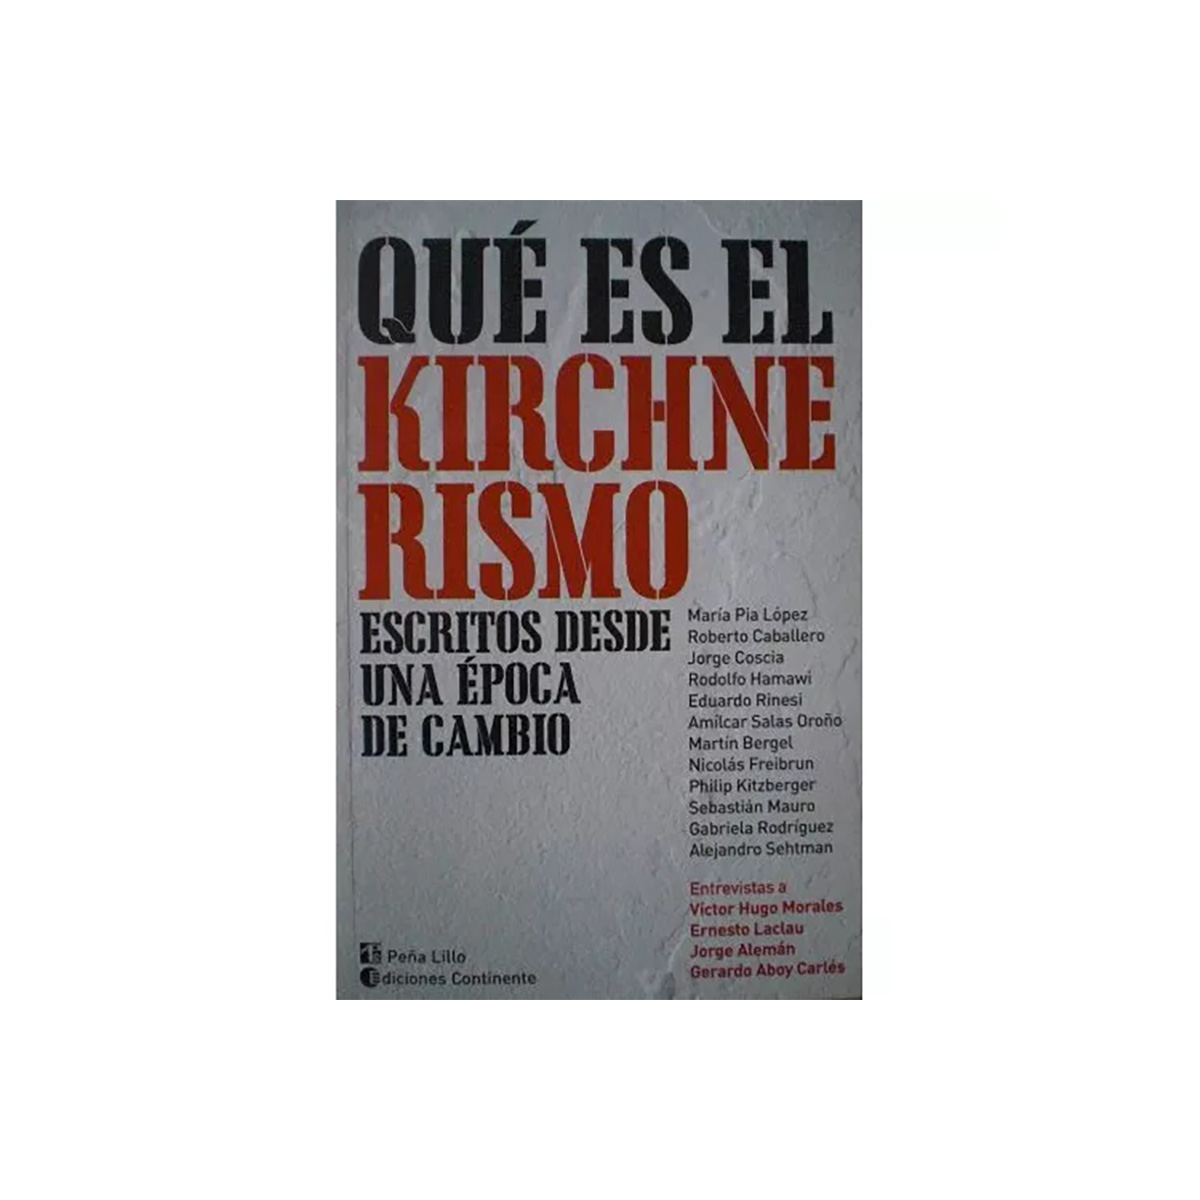 QUÉ ES EL
KIRCHNE
RISMO
ESCRITOS DESDE
UNA ÉPOCA
DE CAMBIO
María Pia López
Roberto Caballero
Jorge Coscia
Rodolfo Hamawi
Eduardo Rinesi
Amílcar Salas Oroño
Martín Bergel
Nicolás Freibrun
Philip Kitzberger
Sebastián Mauro
Gabriela Rodríguez
Alejandro Sehtman
Entrevistas a
Víctor Hugo Morales
Ernesto Laclau
Jorge Alemán
Gerardo Aboy Carlés
Peña Lillo
Ediciones Continente